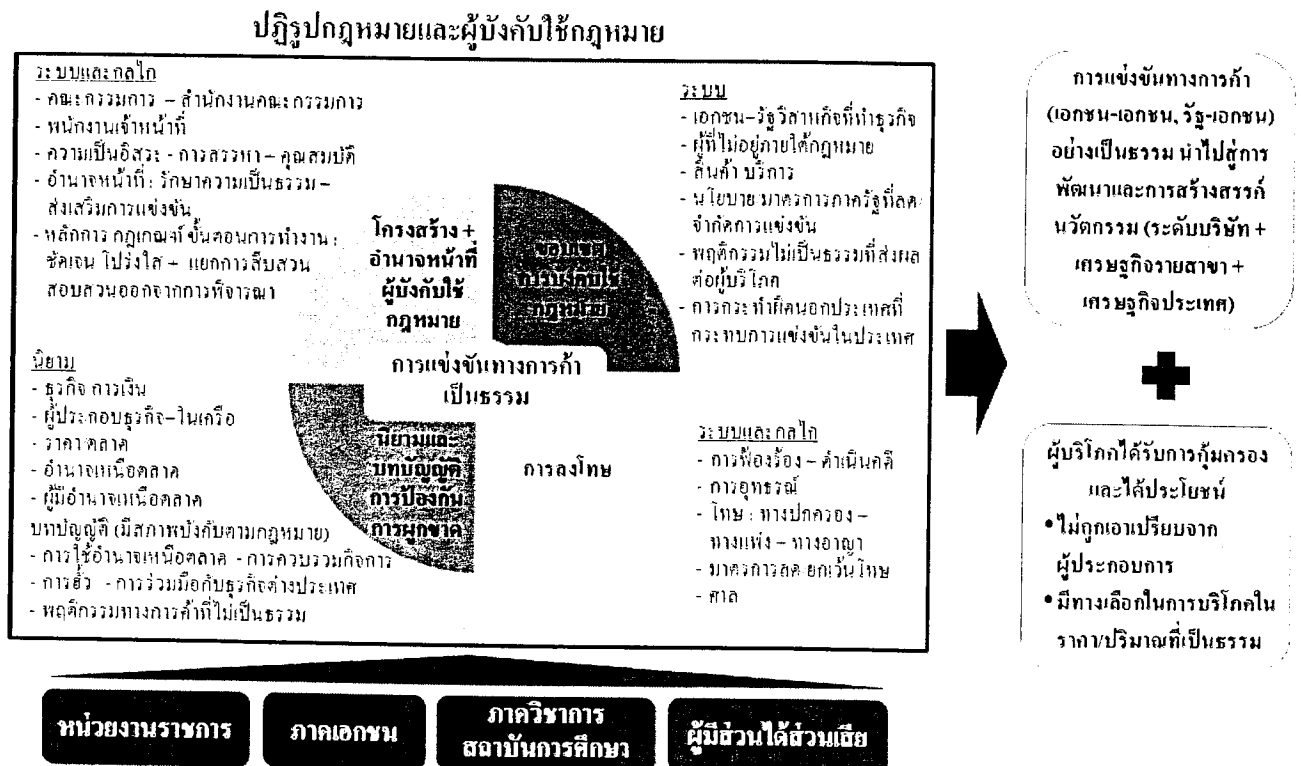 ปฏิรูปกฎหมายและผู้บังคับใช้กฎหมาย
ระบบและกลไก
- คณะกรรมการ – สำนักงานคณะกรรมการ
- พนักงานเจ้าหน้าที่
- ความเป็นอิสระ - การสรรหา – คุณสมบัติ
- อำนาจหน้าที่ : รักษาความเป็นธรรม –
ส่งเสริมการแข่งขัน
- หลักการ กฎเกณฑ์ ขั้นตอนการทำงาน :
ชัดเจน โปร่งใส + แยกการสืบสวน
สอบสวนออกจากการพิจารณา
โครงสร้าง +
อำนาจหน้าที่
ผู้บังคับใช้
กฎหมาย
ขอบเขต
การบังคับใช้
กฎหมาย
ระบบ
- เอกชน–รัฐวิสาหกิจที่ทำธุรกิจ
- ผู้ที่ไม่อยู่ภายใต้กฎหมาย
- สินค้า บริการ
- นโยบาย มาตรการภาครัฐที่ลด
จำกัดการแข่งขัน
- พฤติกรรมไม่เป็นธรรมที่ส่งผล
ต่อผู้บริโภค
- การกระทำผิดนอกประเทศที่
กระทบการแข่งขันในประเทศ
การแข่งขันทางการค้า
เป็นธรรม
นิยาม
- ธุรกิจ การเงิน
- ผู้ประกอบธุรกิจ–ในเครือ
- ราคาตลาด
- อำนาจเหนือตลาด
- ผู้มีอำนาจเหนือตลาด
บทบัญญัติ (มีสภาพบังคับตามกฎหมาย)
- การใช้อำนาจเหนือตลาด - การควบรวมกิจการ
- การฮั้ว - การร่วมมือกับธุรกิจต่างประเทศ
- พฤติกรรมทางการค้าที่ไม่เป็นธรรม
นิยามและ
บทบัญญัติ
การป้องกัน
การผูกขาด
การลงโทษ
ระบบและกลไก
- การฟ้องร้อง – ดำเนินคดี
- การอุทธรณ์
- โทษ : ทางปกครอง –
ทางแพ่ง – ทางอาญา
- มาตรการลด ยกเว้นโทษ
- ศาล
การแข่งขันทางการค้า
(เอกชน-เอกชน, รัฐ-เอกชน)
อย่างเป็นธรรม นำไปสู่การ
พัฒนาและการสร้างสรรค์
นวัตกรรม (ระดับบริษัท +
เศรษฐกิจรายสาขา +
เศรษฐกิจประเทศ)
ผู้บริโภคได้รับการคุ้มครอง
และได้ประโยชน์
• ไม่ถูกเอาเปรียบจาก
ผู้ประกอบการ
• มีทางเลือกในการบริโภคใน
ราคา/ปริมาณที่เป็นธรรม
หน่วยงานราชการ
ภาคเอกชน
ภาควิชาการ
สถาบันการศึกษา
ผู้มีส่วนได้ส่วนเสีย